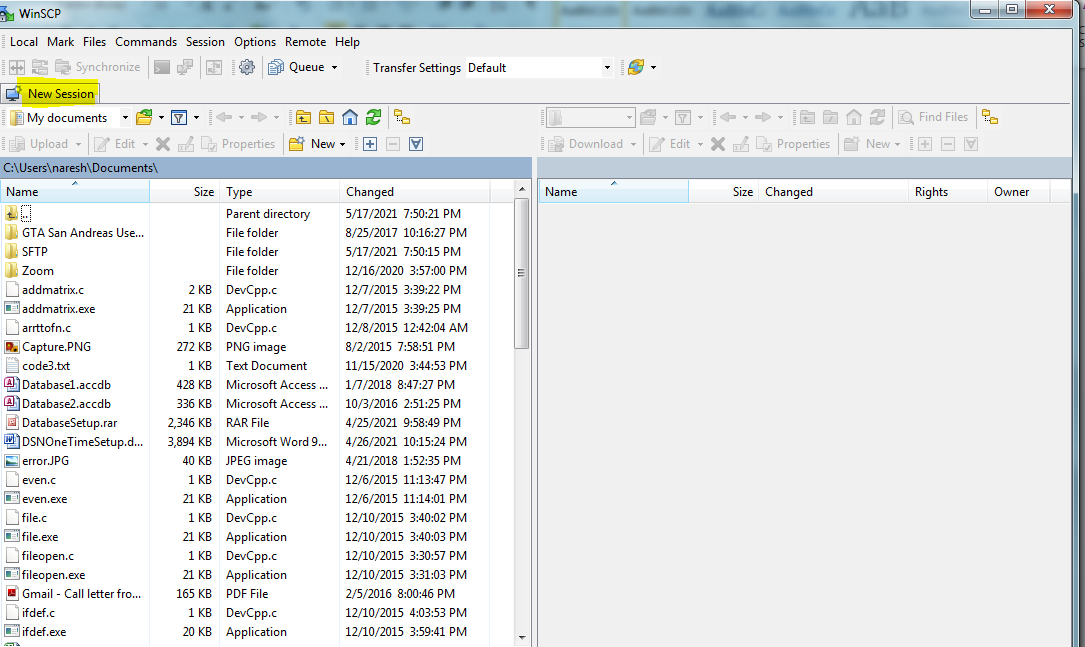 WinSCP
Local Mark Files Commands Session Options Remote Help
Synchronize Queue Transfer Settings Default
New Session
My documents Find Files
Upload Edit Properties New Download Edit Properties New
C:\Users\naresh\Documents\
Name Size Type Changed Name Size Changed Rights Owner
.. Parent directory 5/17/2021 7:50:21 PM
GTA San Andreas Use... File folder 8/25/2017 10:16:27 PM
SFTP File folder 5/17/2021 7:50:15 PM
Zoom File folder 12/16/2020 3:57:00 PM
addmatrix.c 2 KB DevCpp.c 12/7/2015 3:39:22 PM
addmatrix.exe 21 KB Application 12/7/2015 3:39:25 PM
arrttofn.c 1 KB DevCpp.c 12/8/2015 12:42:04 AM
Capture.PNG 272 KB PNG image 8/2/2015 7:58:51 PM
code3.txt 1 KB Text Document 11/15/2020 3:44:53 PM
Database1.accdb 428 KB Microsoft Access ... 1/7/2018 8:47:27 PM
Database2.accdb 336 KB Microsoft Access ... 10/3/2016 2:51:25 PM
DatabaseSetup.rar 2,346 KB RAR File 4/25/2021 9:58:49 PM
DSNOneTimeSetup.d... 3,894 KB Microsoft Word 9... 4/26/2021 10:15:24 PM
error.JPG 40 KB JPEG image 4/21/2018 1:52:35 PM
even.c 1 KB DevCpp.c 12/6/2015 11:13:47 PM
even.exe 21 KB Application 12/6/2015 11:14:01 PM
file.c 1 KB DevCpp.c 12/10/2015 3:40:02 PM
file.exe 21 KB Application 12/10/2015 3:40:03 PM
fileopen.c 1 KB DevCpp.c 12/10/2015 3:30:57 PM
fileopen.exe 21 KB Application 12/10/2015 3:31:03 PM
Gmail - Call letter fro... 165 KB PDF File 2/5/2016 8:00:46 PM
ifdef.c 1 KB DevCpp.c 12/10/2015 4:03:53 PM
ifdef.exe 20 KB Application 12/10/2015 3:59:41 PM